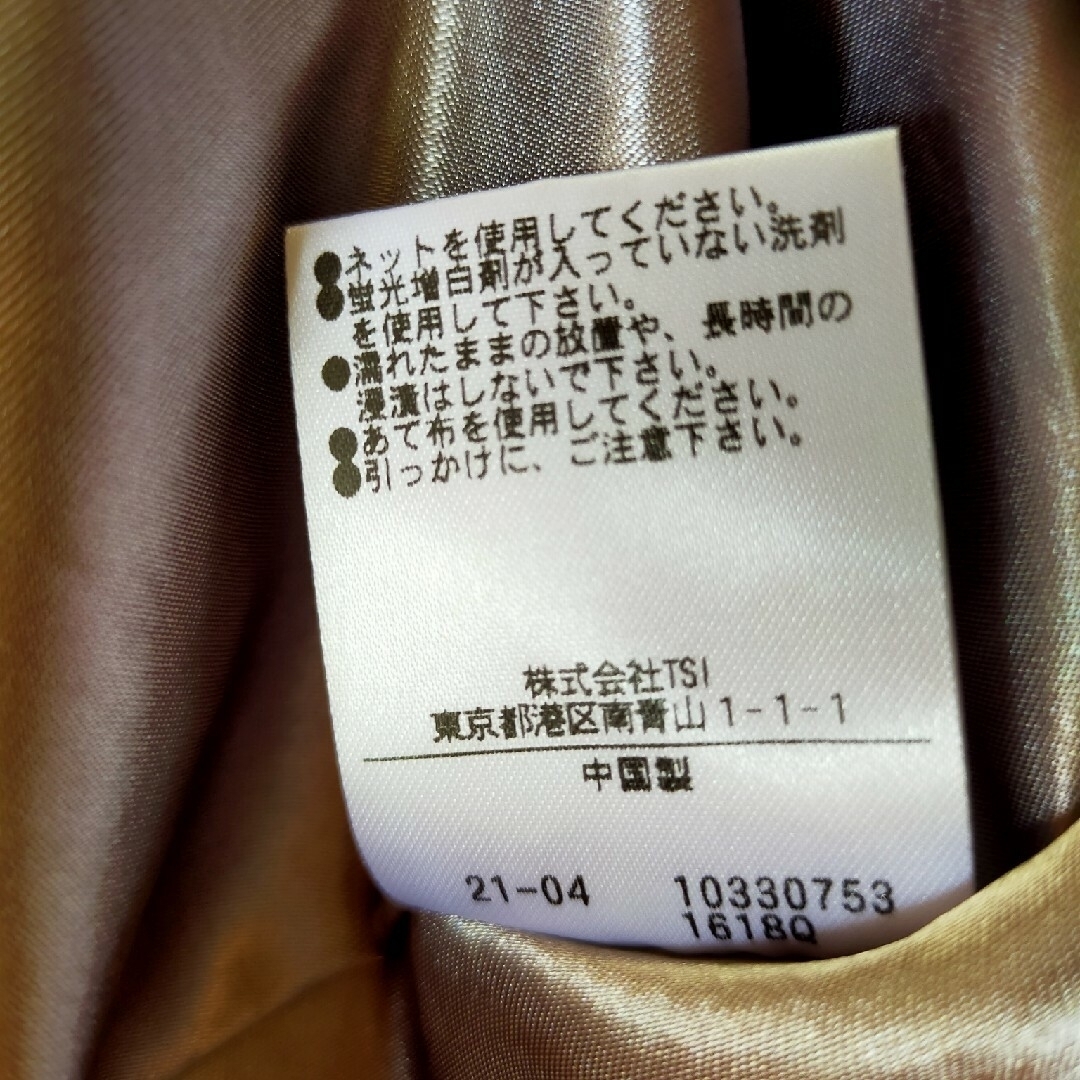 ●ネットを使用してください。
●蛍光増白剤が入っていない洗剤
を使用して下さい。
●濡れたままの放置や、長時間の
浸漬はしないで下さい。
●あて布を使用してください。
●引っかけに、ご注意下さい。
株式会社TSI
東京都港区南青山1-1-1
中国製
21-04 10330753
1618Q